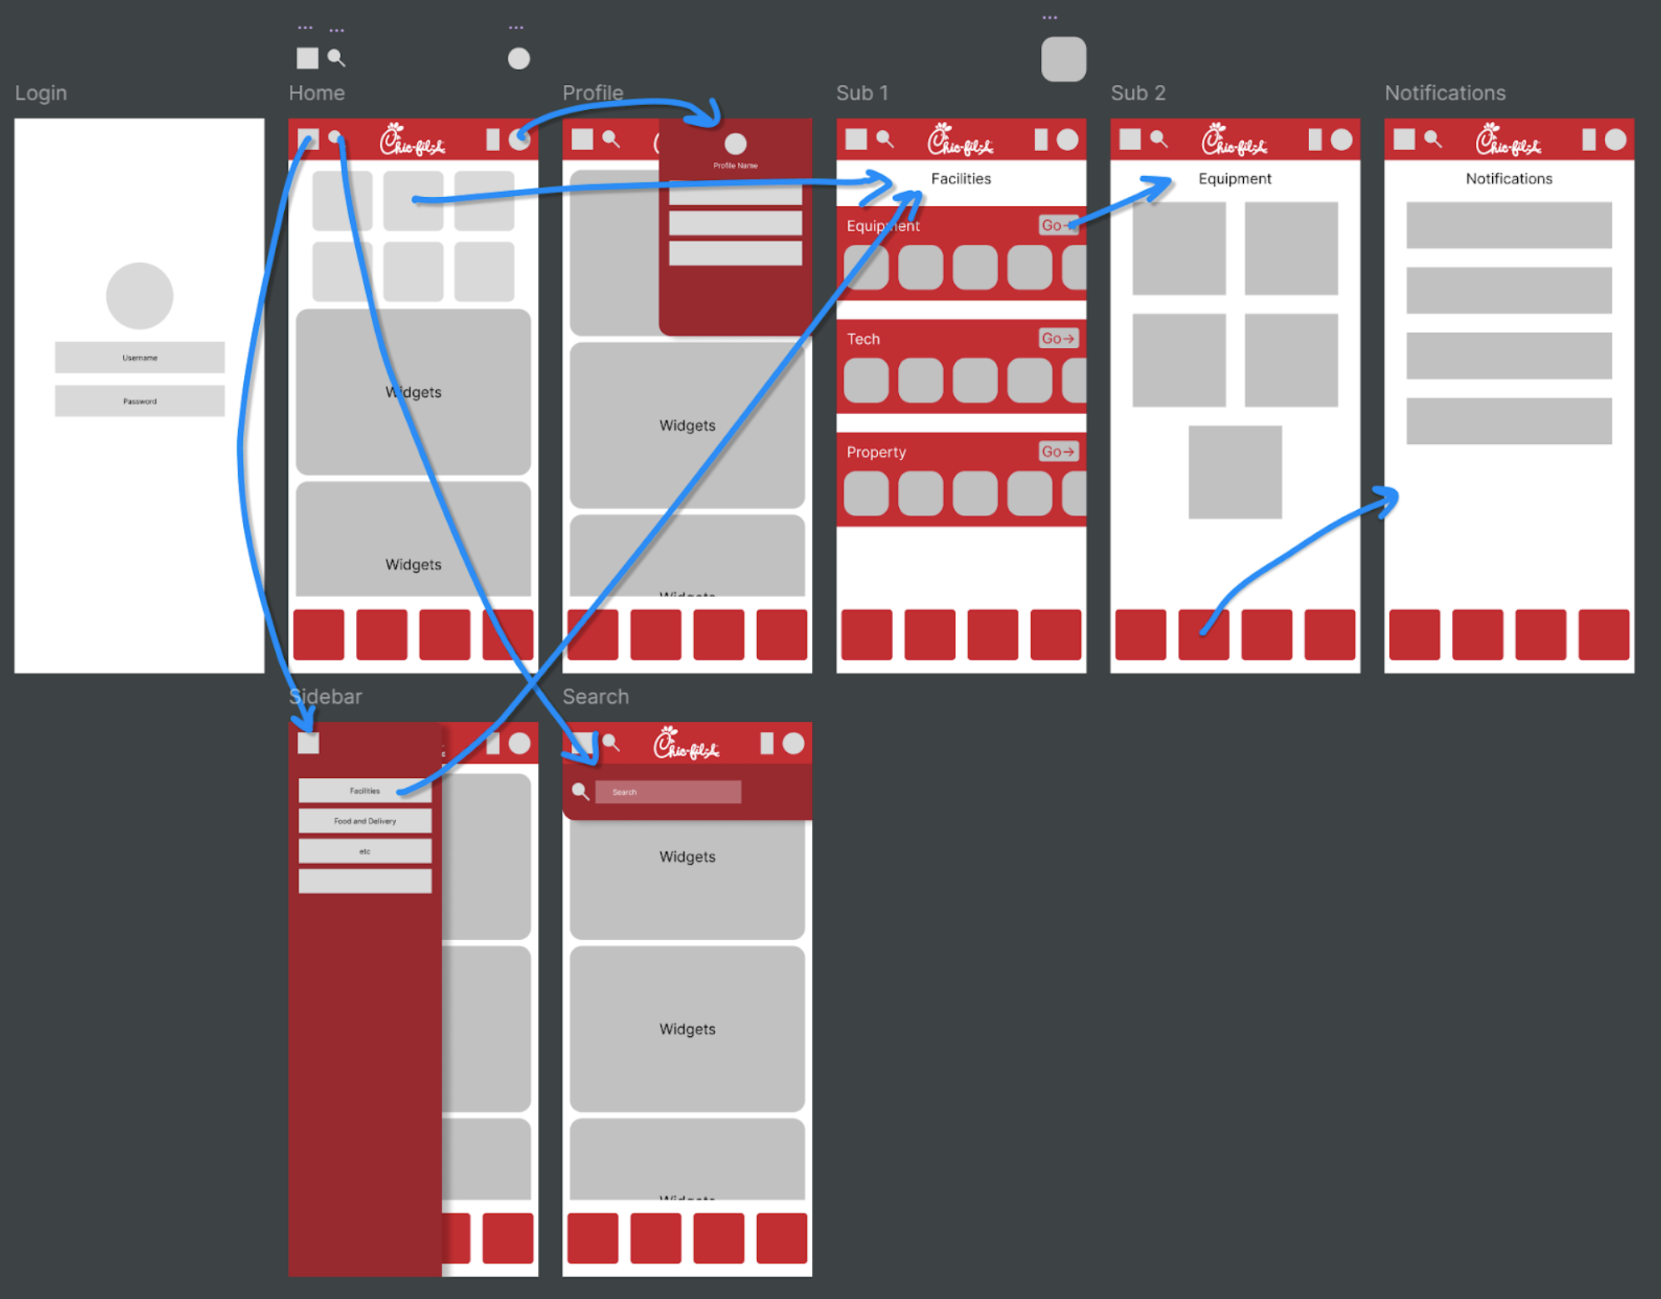 Login
Home
Profile
Sub 1
Sub 2
Notifications
Username
Password
Chick-fil-A
Widgets
Widgets
Profile Name
Widgets
Widgets
Chick-fil-A
Facilities
Equipment
Go→
Tech
Go→
Property
Go→
Chick-fil-A
Equipment
Chick-fil-A
Notifications
Sidebar
Search
Facilities
Food and Delivery
etc
Chick-fil-A
Search
Widgets
Widgets
Widgets